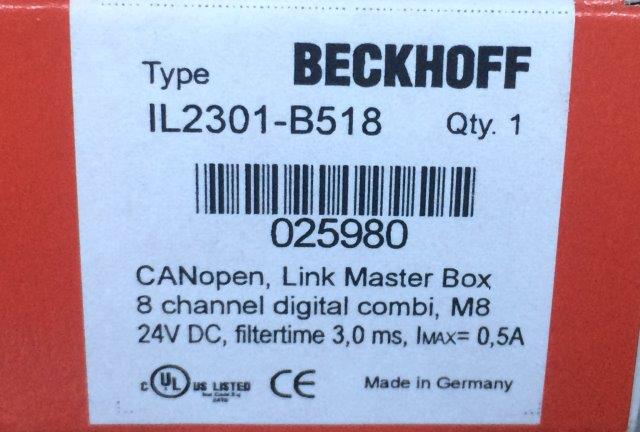 Type BECKHOFF
IL2301-B518 Qty. 1
025980
CANopen, Link Master Box
8 channel digital combi, M8
24V DC, filtertime 3,0 ms, IMAX= 0,5A
C UL US LISTED CE Made in Germany